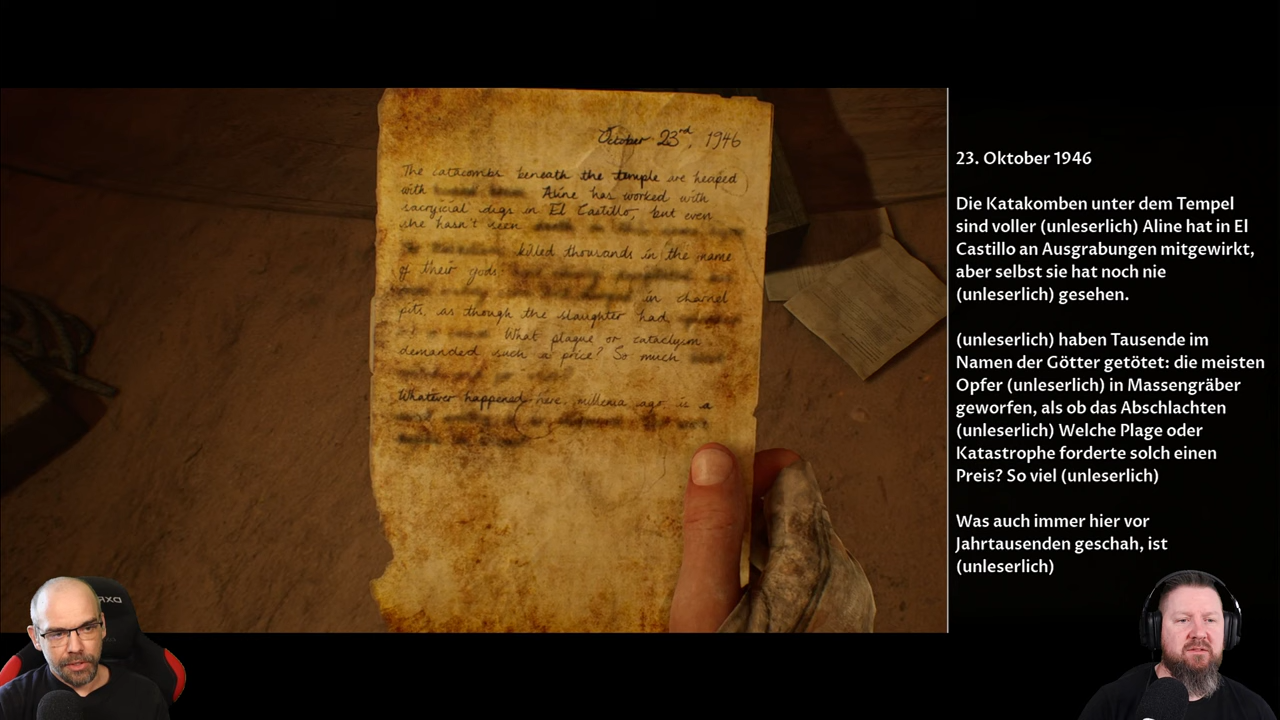 October 23rd, 1946
The catacombs beneath the temple are heaped
with Aline has worked with
sacrificial digs in El Castillo, but even
she hasn't seen
killed thousands in the name
of their gods:
in charnel
pits, as though the slaughter had
What plague or cataclysm
demanded such a price? So much
Whatever happened here, millenia ago, is a
23. Oktober 1946
Die Katakomben unter dem Tempel
sind voller (unleserlich) Aline hat in El
Castillo an Ausgrabungen mitgewirkt,
aber selbst sie hat noch nie
(unleserlich) gesehen.
(unleserlich) haben Tausende im
Namen der Götter getötet: die meisten
Opfer (unleserlich) in Massengräber
geworfen, als ob das Abschlachten
(unleserlich) Welche Plage oder
Katastrophe forderte solch einen
Preis? So viel (unleserlich)
Was auch immer hier vor
Jahrtausenden geschah, ist
(unleserlich)